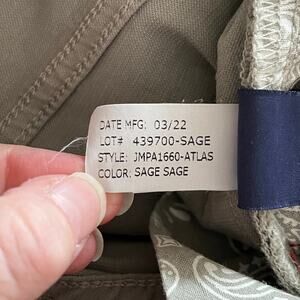 DATE MFG: 03/22
LOT# 439700-SAGE
STYLE: JMPA1660-ATLAS
COLOR: SAGE SAGE